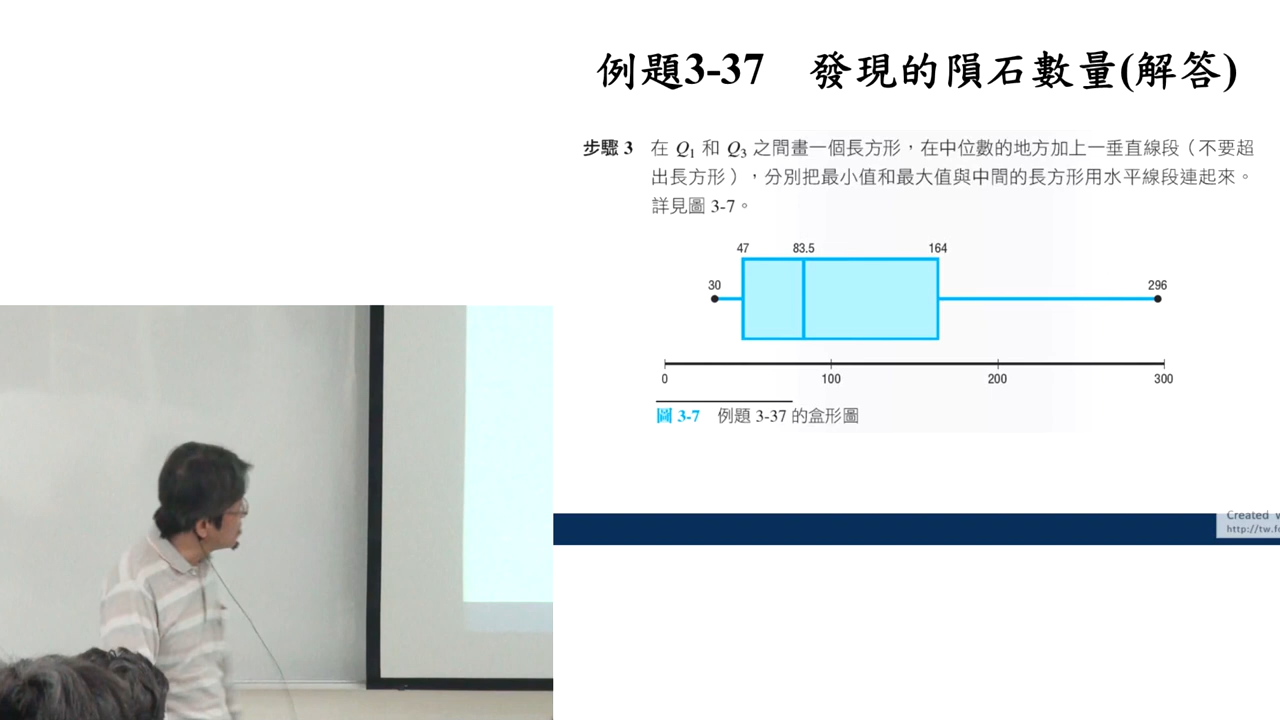 例題3-37 發現的隕石數量(解答)
步驟 3 在 Q1 和 Q3 之間畫一個長方形，在中位數的地方加上一垂直線段（不要超
出長方形），分別把最小值和最大值與中間的長方形用水平線段連起來。
詳見圖 3-7。
47 83.5 164
30 296
0 100 200 300
圖 3-7 例題 3-37 的盒形圖
Created
http://tw.fo